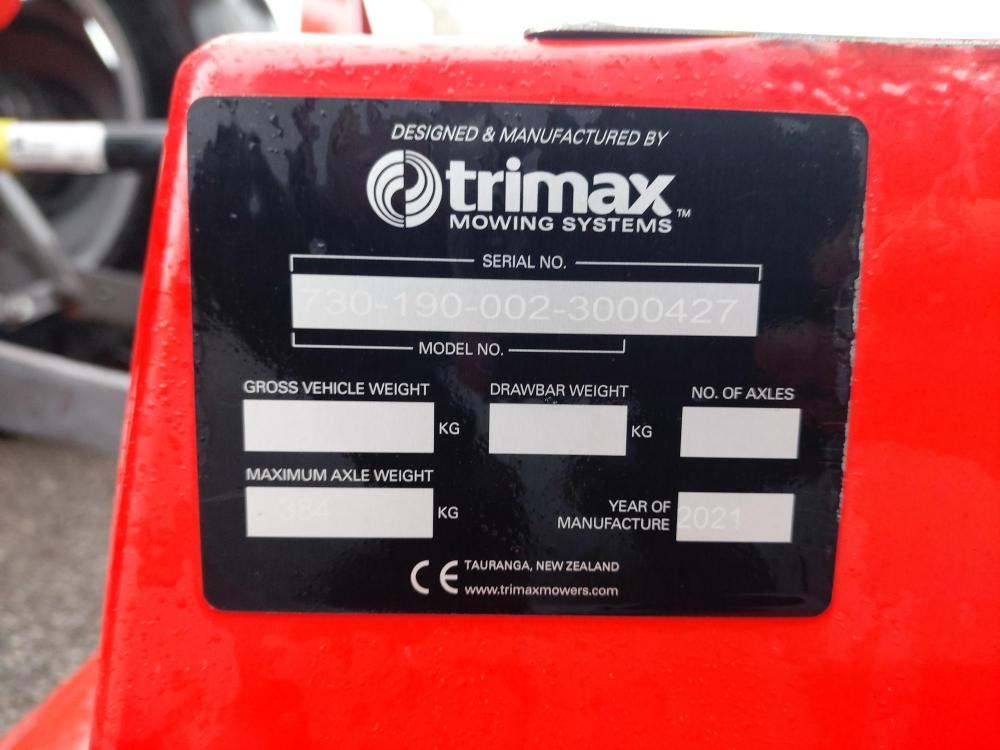 DESIGNED & MANUFACTURED BY
trimax™
MOWING SYSTEMS
SERIAL NO.
730-190-002-3000427
MODEL NO.
GROSS VEHICLE WEIGHT
KG
DRAWBAR WEIGHT
KG
NO. OF AXLES
MAXIMUM AXLE WEIGHT
384 KG
YEAR OF
MANUFACTURE 2021
CE
TAURANGA, NEW ZEALAND
www.trimaxmowers.com